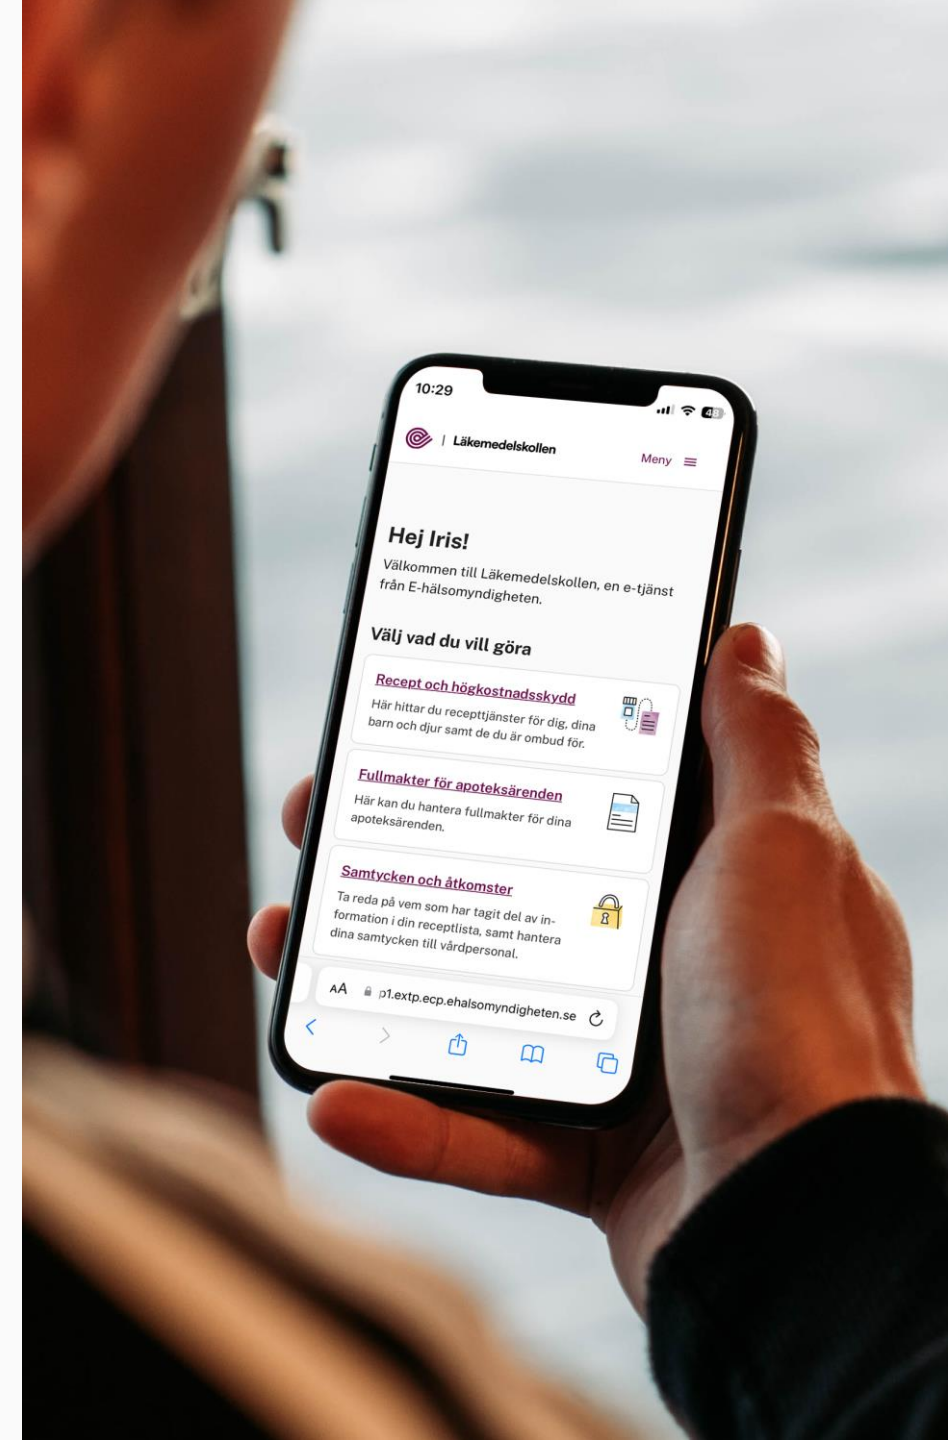 10:29
48
| Läkemedelskollen
Meny
Hej Iris!
Välkommen till Läkemedelskollen, en e-tjänst
från E-hälsomyndigheten.
Välj vad du vill göra
Recept och högkostnadsskydd
Här hittar du recepttjänster för dig, dina
barn och djur samt de du är ombud för.
Fullmakter för apoteksärenden
Här kan du hantera fullmakter för dina
apoteksärenden.
Samtycken och åtkomster
Ta reda på vem som har tagit del av in-
formation i din receptlista, samt hantera
dina samtycken till vårdpersonal.
AA p1.extp.ecp.ehalsomyndigheten.se